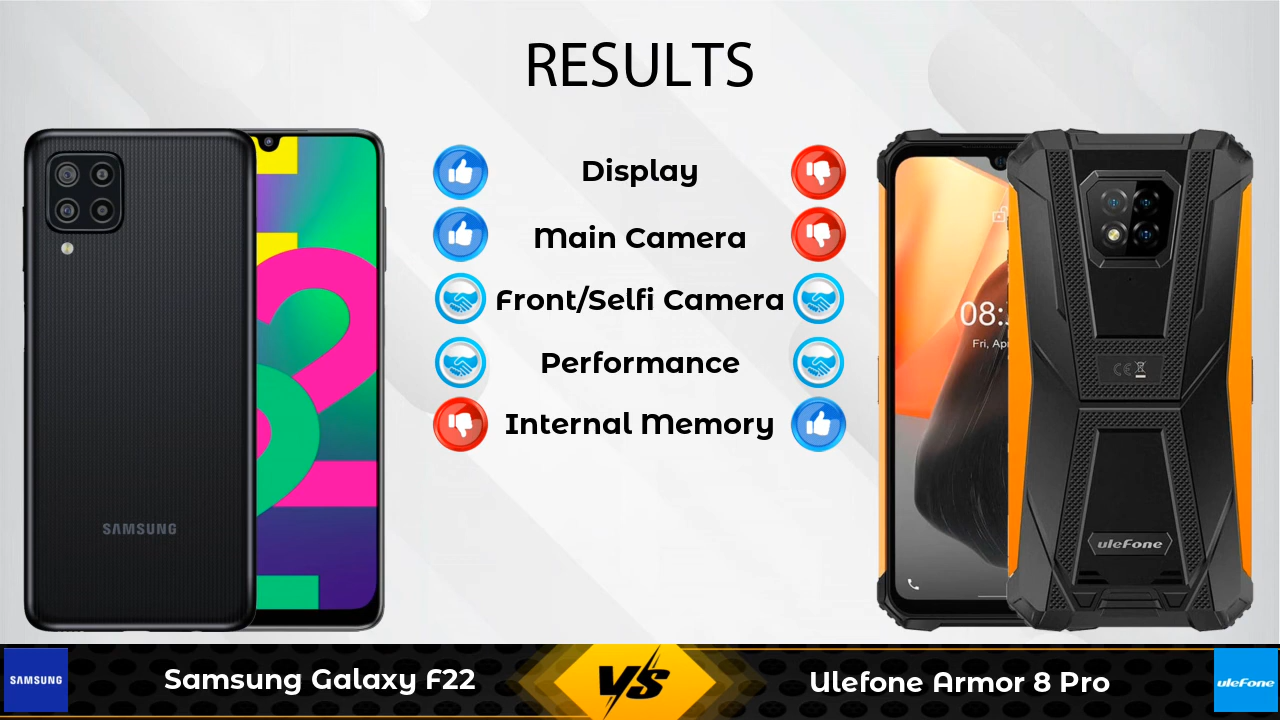 RESULTS
Display
Main Camera
Front/Selfi Camera
Performance
Internal Memory
SAMSUNG
08:
Fri, Ap
CE
uleFone
SAMSUNG
Samsung Galaxy F22
VS
Ulefone Armor 8 Pro
uleFone